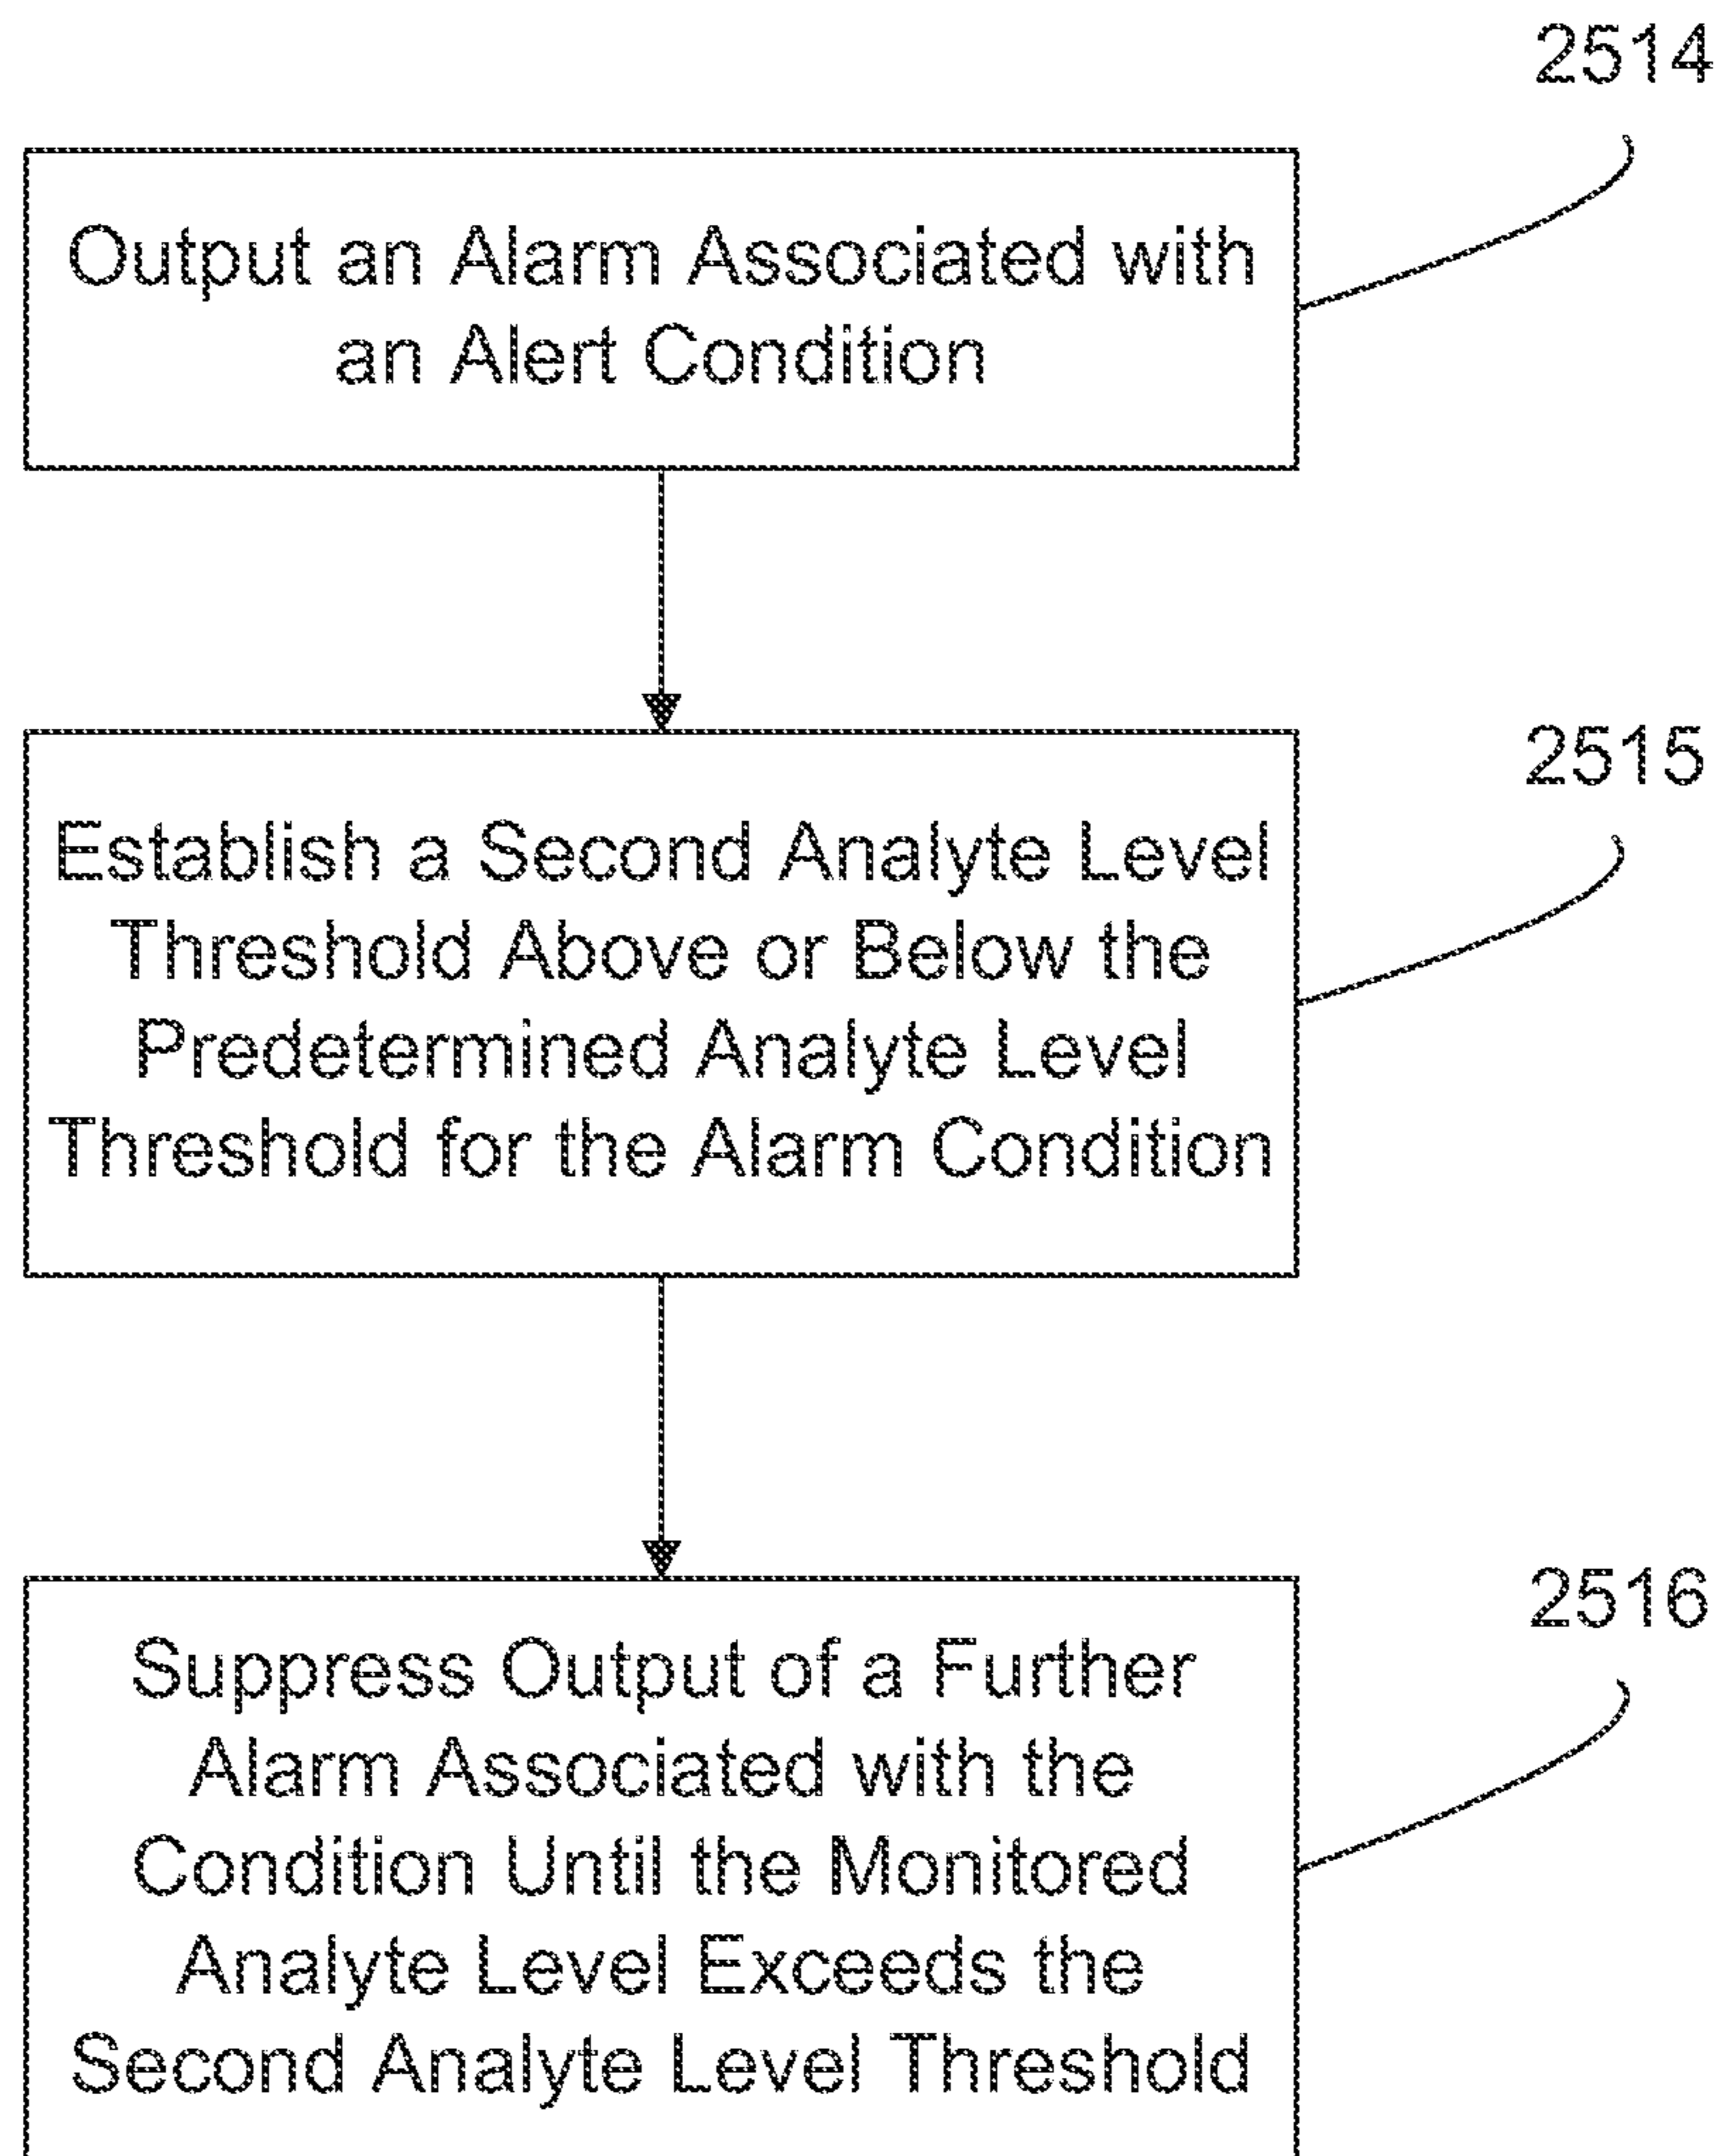 2514
Output an Alarm Associated with
an Alert Condition
2515
Establish a Second Analyte Level
Threshold Above or Below the
Predetermined Analyte Level
Threshold for the Alarm Condition
2516
Suppress Output of a Further
Alarm Associated with the
Condition Until the Monitored
Analyte Level Exceeds the
Second Analyte Level Threshold